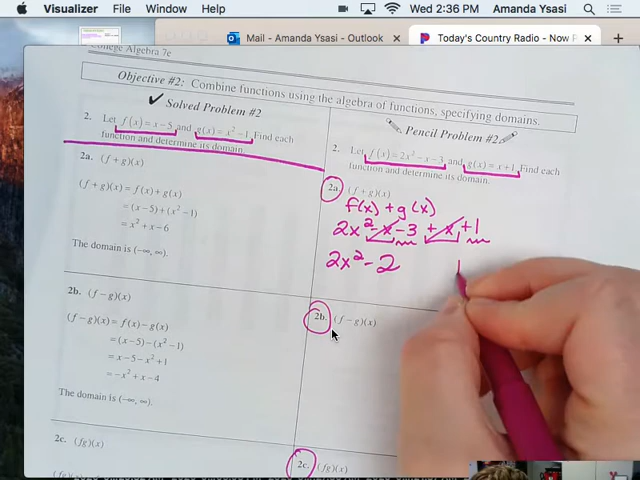 Visualizer File View Help Wed 2:36 PM Amanda Ysasi
Mail - Amanda Ysasi - Outlook
Today's Country Radio - Now
College Algebra 7e
Objective #2: Combine functions using the algebra of functions, specifying domains.
✔ Solved Problem #2
2. Let f(x) = x − 5 and g(x) = x² − 1. Find each
function and determine its domain.
2a. (f + g)(x)
(f + g)(x) = f(x) + g(x)
= (x − 5) + (x² − 1)
= x² + x − 6
The domain is (−∞, ∞).
2b. (f − g)(x)
(f − g)(x) = f(x) − g(x)
= (x − 5) − (x² − 1)
= x − 5 − x² + 1
= −x² + x − 4
The domain is (−∞, ∞).
2c. (fg)(x)
Pencil Problem #2
2. Let f(x) = 2x² − x − 3 and g(x) = x + 1. Find each
function and determine its domain.
2a. (f + g)(x)
f(x) + g(x)
2x² − x − 3 + x + 1
2x² − 2
2b. (f − g)(x)
2c. (fg)(x)